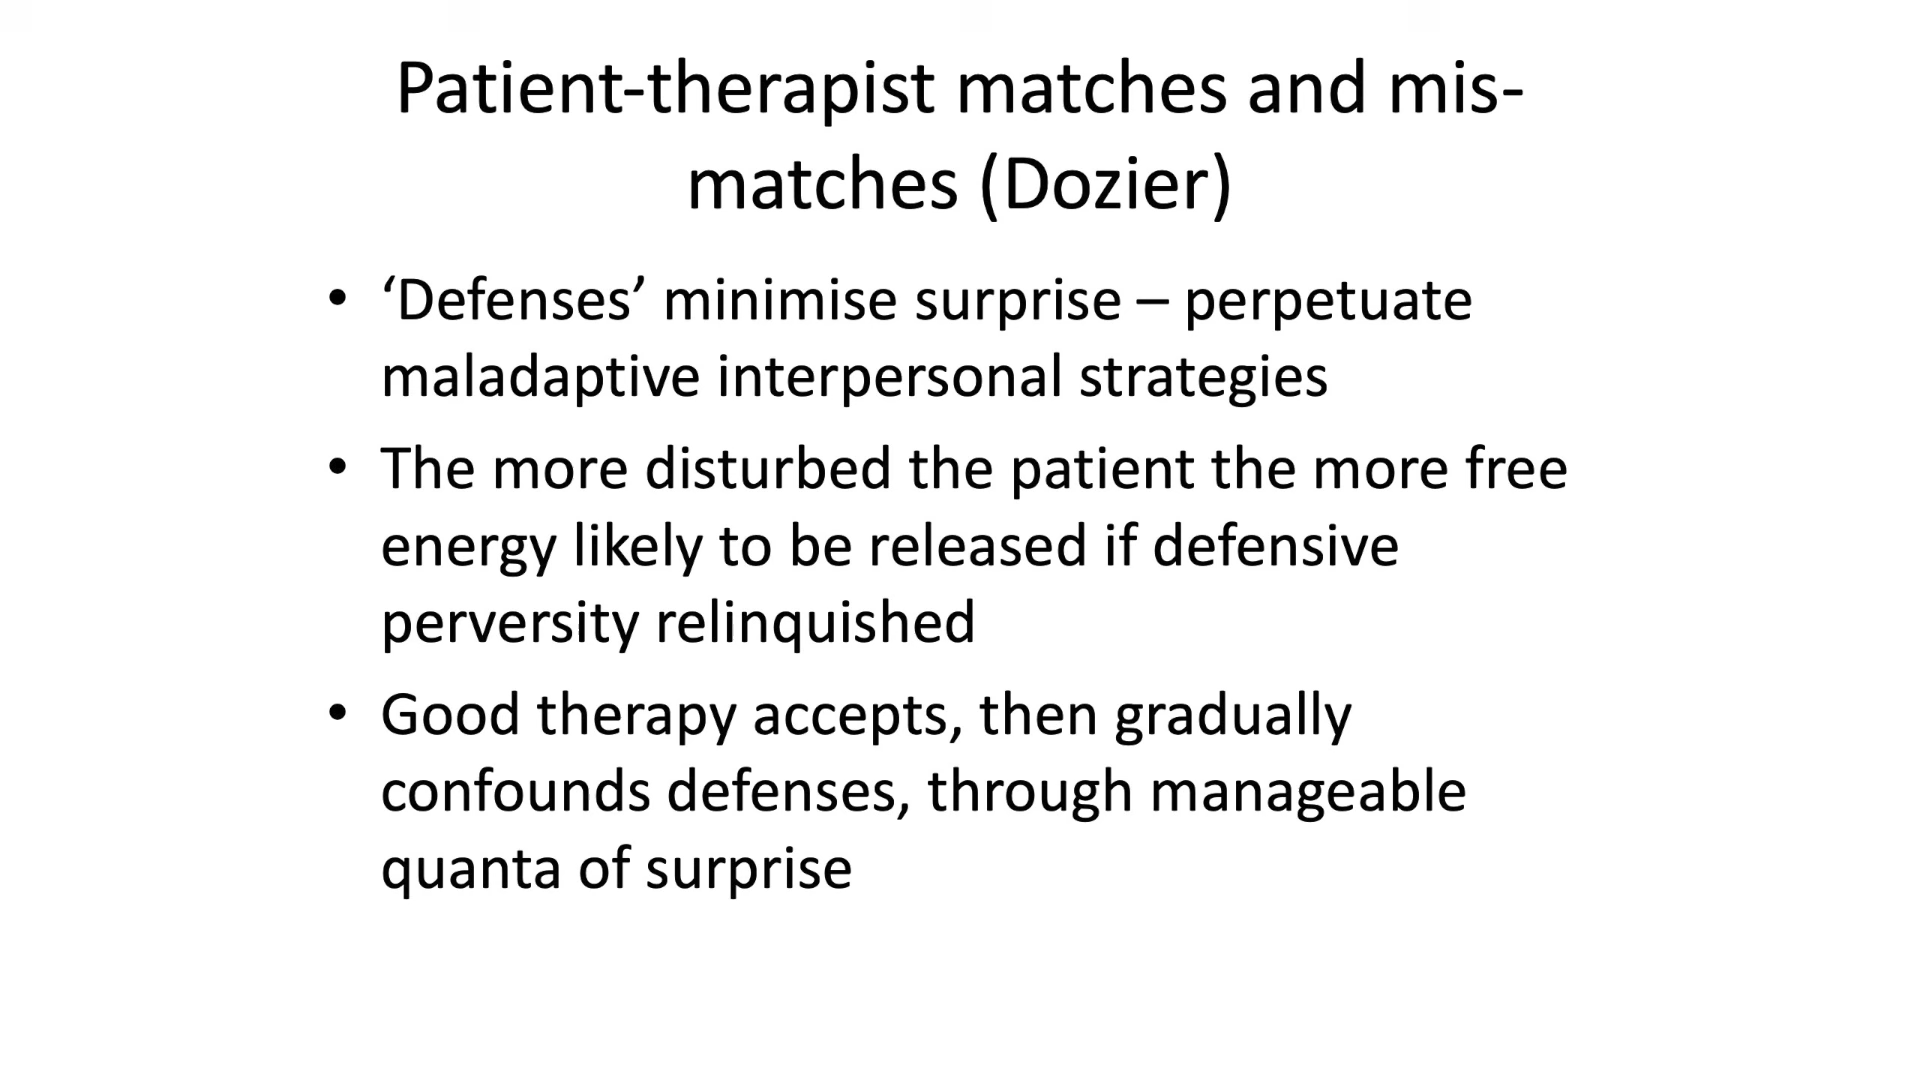 Patient-therapist matches and mis-
matches (Dozier)
• ‘Defenses’ minimise surprise – perpetuate
maladaptive interpersonal strategies
• The more disturbed the patient the more free
energy likely to be released if defensive
perversity relinquished
• Good therapy accepts, then gradually
confounds defenses, through manageable
quanta of surprise